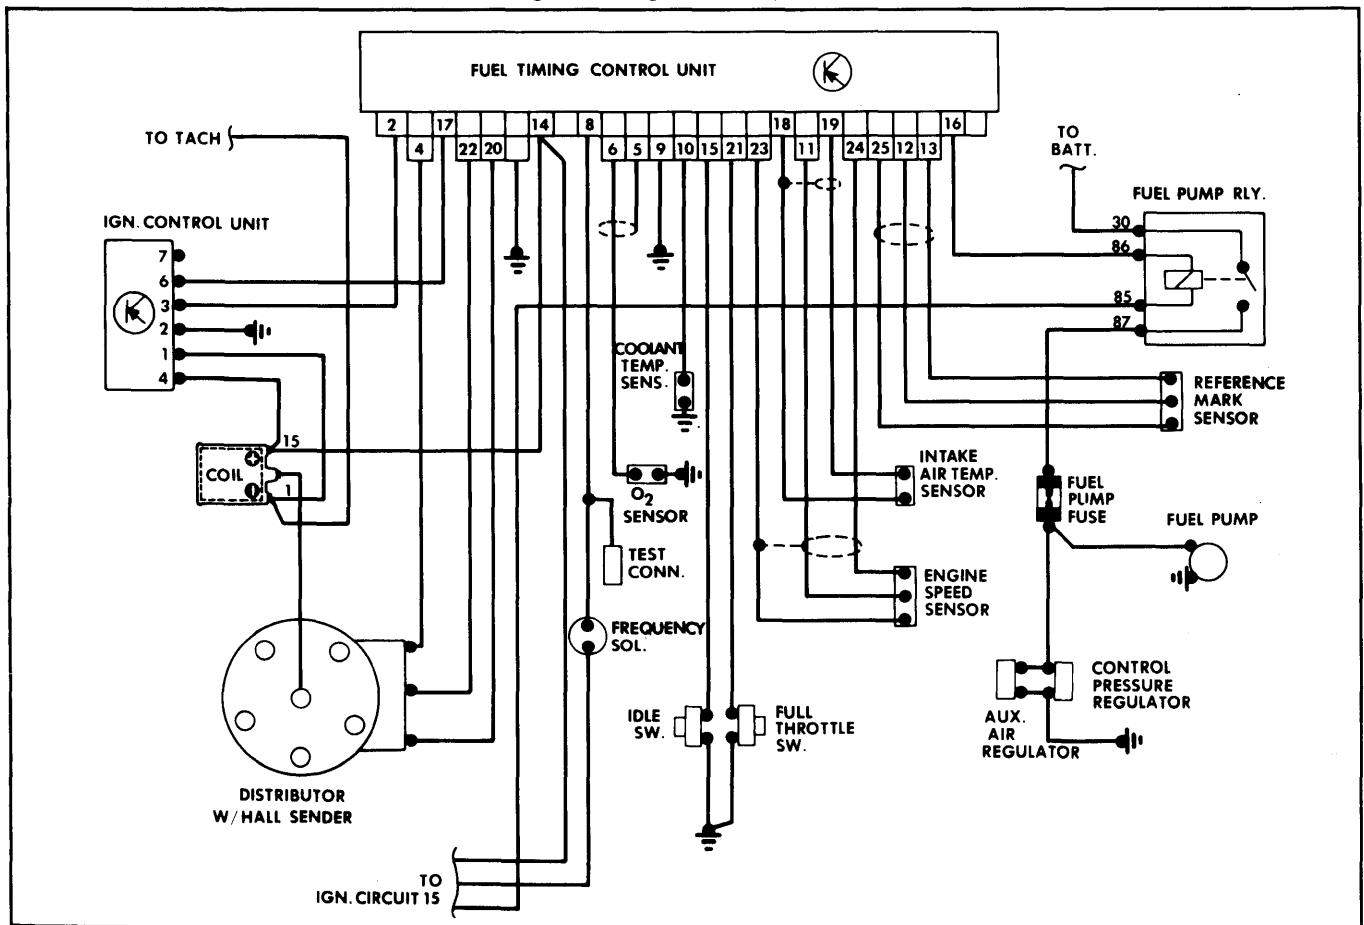 FUEL TIMING CONTROL UNIT
2 17 14 8 18 19 16
4 22 20 6 5 9 10 15 21 23 11 24 25 12 13
TO TACH
TO
BATT.
FUEL PUMP RLY.
30
86
85
87
IGN. CONTROL UNIT
7
6
3
2
1
4
COOLANT
TEMP.
SENS.
REFERENCE
MARK
SENSOR
15
COIL
1
INTAKE
AIR TEMP.
SENSOR
O2
SENSOR
FUEL
PUMP
FUSE
FUEL PUMP
TEST
CONN.
ENGINE
SPEED
SENSOR
FREQUENCY
SOL.
CONTROL
PRESSURE
REGULATOR
IDLE
SW.
FULL
THROTTLE
SW.
AUX.
AIR
REGULATOR
DISTRIBUTOR
W/HALL SENDER
TO
IGN. CIRCUIT 15